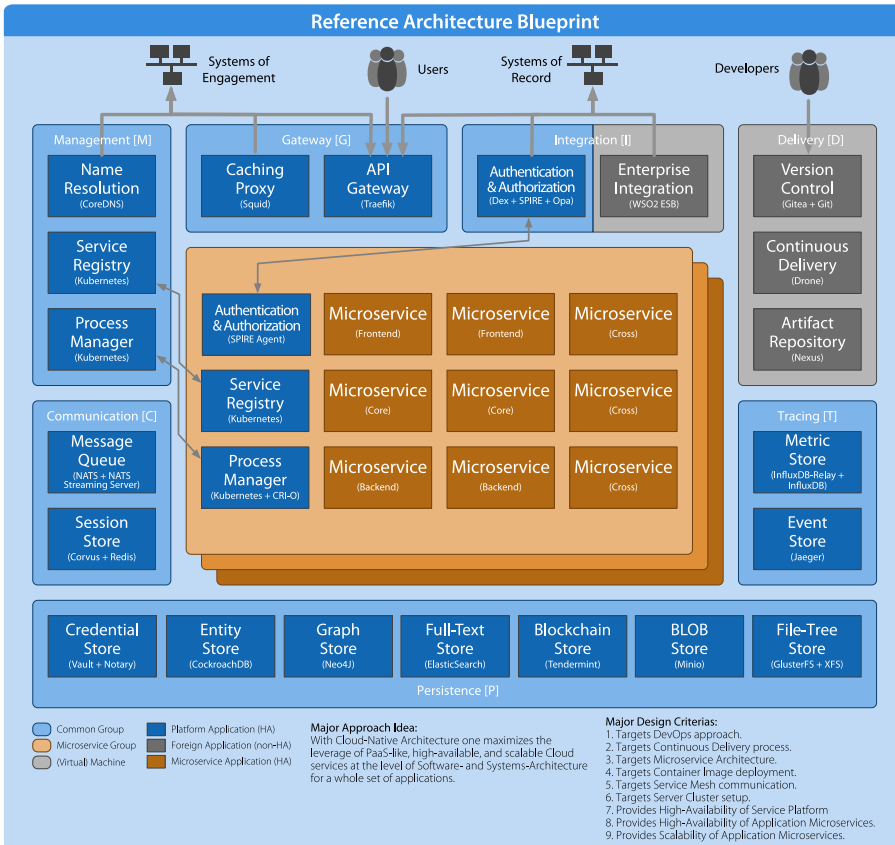 Reference Architecture Blueprint
Systems of
Engagement
Users
Systems of
Record
Developers
Management [M]
Name
Resolution
(CoreDNS)
Service
Registry
(Kubernetes)
Process
Manager
(Kubernetes)
Gateway [G]
Caching
Proxy
(Squid)
API
Gateway
(Traefik)
Integration [I]
Authentication
& Authorization
(Dex + SPIRE + Opa)
Enterprise
Integration
(WSO2 ESB)
Delivery [D]
Version
Control
(Gitea + Git)
Continuous
Delivery
(Drone)
Artifact
Repository
(Nexus)
Authentication
& Authorization
(SPIRE Agent)
Microservice
(Frontend)
Microservice
(Frontend)
Microservice
(Cross)
Service
Registry
(Kubernetes)
Microservice
(Core)
Microservice
(Core)
Microservice
(Cross)
Process
Manager
(Kubernetes + CRI-O)
Microservice
(Backend)
Microservice
(Backend)
Microservice
(Cross)
Communication [C]
Message
Queue
(NATS + NATS
Streaming Server)
Session
Store
(Corvus + Redis)
Tracing [T]
Metric
Store
(InfluxDB-Relay +
InfluxDB)
Event
Store
(Jaeger)
Credential
Store
(Vault + Notary)
Entity
Store
(CockroachDB)
Graph
Store
(Neo4J)
Full-Text
Store
(ElasticSearch)
Blockchain
Store
(Tendermint)
BLOB
Store
(Minio)
File-Tree
Store
(GlusterFS + XFS)
Persistence [P]
Common Group
Microservice Group
(Virtual) Machine
Platform Application (HA)
Foreign Application (non-HA)
Microservice Application (HA)
Major Approach Idea:
With Cloud-Native Architecture one maximizes the
leverage of PaaS-like, high-available, and scalable Cloud
services at the level of Software- and Systems-Architecture
for a whole set of applications.
Major Design Criterias:
1. Targets DevOps approach.
2. Targets Continuous Delivery process.
3. Targets Microservice Architecture.
4. Targets Container Image deployment.
5. Targets Service Mesh communication.
6. Targets Server Cluster setup.
7. Provides High-Availability of Service Platform
8. Provides High-Availability of Application Microservices.
9. Provides Scalability of Application Microservices.